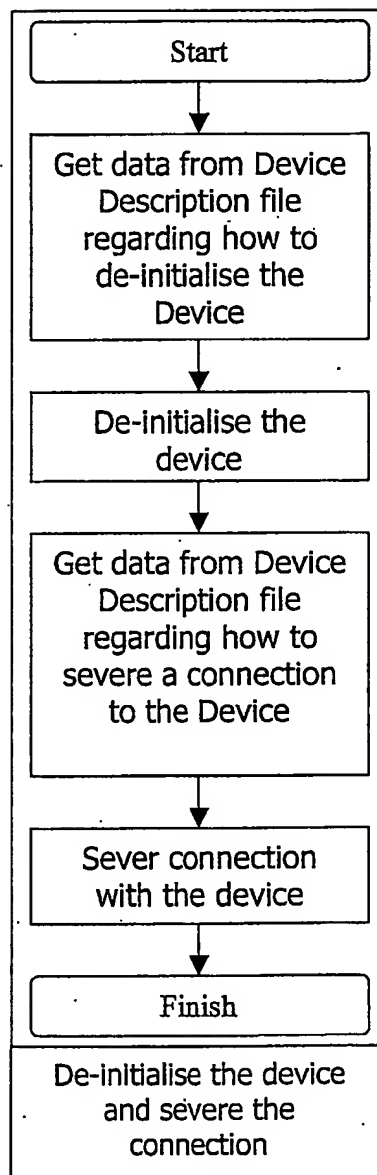 Start
Get data from Device
Description file
regarding how to
de-initialise the
Device
De-initialise the
device
Get data from Device
Description file
regarding how to
severe a connection
to the Device
Sever connection
with the device
Finish
De-initialise the device
and severe the
connection